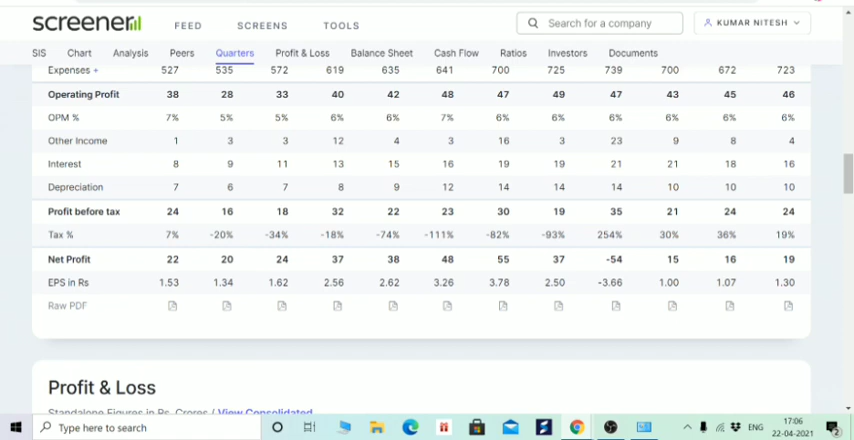 screener
FEED SCREENS TOOLS
Search for a company
KUMAR NITESH
SIS Chart Analysis Peers Quarters Profit & Loss Balance Sheet Cash Flow Ratios Investors Documents
Expenses + 527 535 572 619 635 641 700 725 739 700 672 723
Operating Profit 38 28 33 40 42 48 47 49 47 43 45 46
OPM % 7% 5% 5% 6% 6% 7% 6% 6% 6% 6% 6% 6%
Other Income 1 3 3 12 4 3 16 3 23 9 8 4
Interest 8 9 11 13 15 16 19 19 21 21 18 16
Depreciation 7 6 7 8 9 12 14 14 14 10 10 10
Profit before tax 24 16 18 32 22 23 30 19 35 21 24 24
Tax % 7% -20% -34% -18% -74% -111% -82% -93% 254% 30% 36% 19%
Net Profit 22 20 24 37 38 48 55 37 -54 15 16 19
EPS in Rs 1.53 1.34 1.62 2.56 2.62 3.26 3.78 2.50 -3.66 1.00 1.07 1.30
Raw PDF
Profit & Loss
Standalone Figures in Rs. Crores / View Consolidated
Type here to search
ENG
17:06
22-04-2021
2